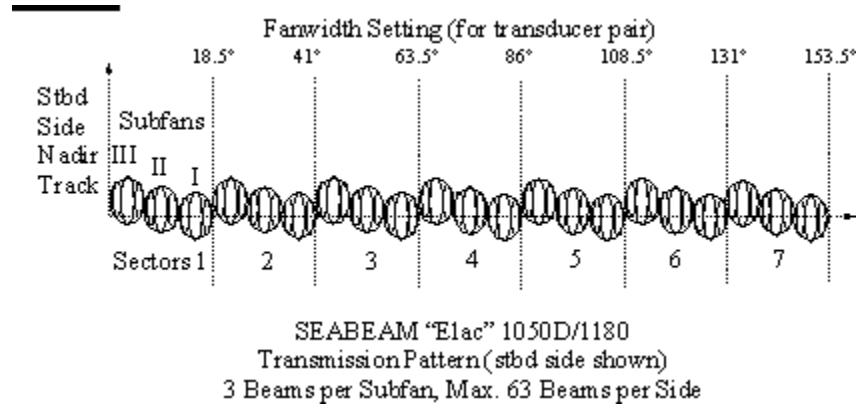 Fanwidth Setting (for transducer pair)
18.5° 41° 63.5° 86° 108.5° 131° 153.5°
Stbd
Side
Nadir
Track
Subfans
III II I
Sectors 1 2 3 4 5 6 7
SEABEAM "Elac" 1050D/1180
Transmission Pattern (stbd side shown)
3 Beams per Subfan, Max. 63 Beams per Side